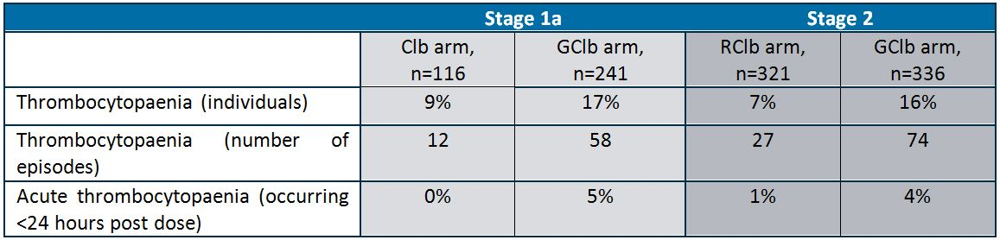 Stage 1a Stage 2
Clb arm, GClb arm, RClb arm, GClb arm,
n=116 n=241 n=321 n=336
Thrombocytopaenia (individuals) 9% 17% 7% 16%
Thrombocytopaenia (number of 12 58 27 74
episodes)
Acute thrombocytopaenia (occurring 0% 5% 1% 4%
<24 hours post dose)